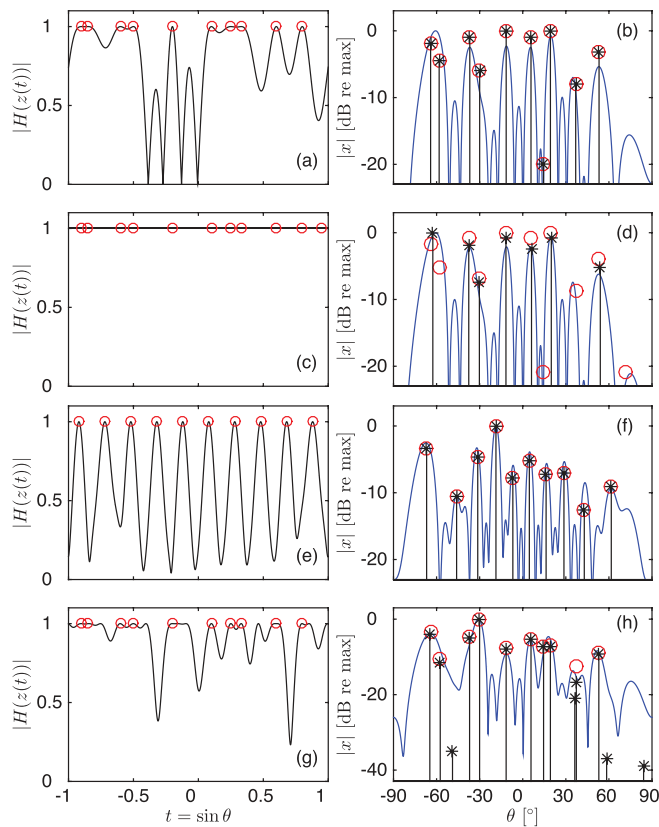 1
0.5
0
|H(z(t))|
(a)
0
-10
-20
|x| [dB re max]
(b)
1
0.5
0
|H(z(t))|
(c)
0
-10
-20
|x| [dB re max]
(d)
1
0.5
0
|H(z(t))|
(e)
0
-10
-20
|x| [dB re max]
(f)
1
0.5
0
|H(z(t))|
(g)
-1 -0.5 0 0.5 1
t = sin θ
0
-20
-40
|x| [dB re max]
(h)
-90 -60 -30 0 30 60 90
θ [°]